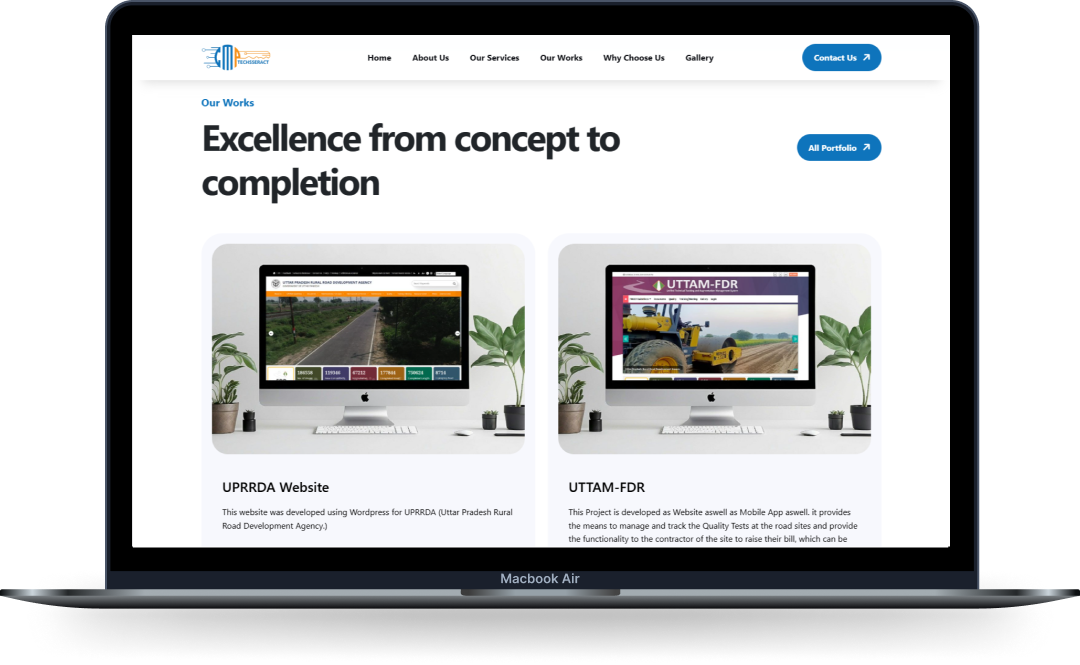 CMP
TECHSSERACT
Home About Us Our Services Our Works Why Choose Us Gallery
Contact Us
Our Works
Excellence from concept to
completion
All Portfolio
UTTAR PRADESH RURAL ROAD DEVELOPMENT AGENCY
UTTAM-FDR
UPRRDA Website
This website was developed using Wordpress for UPRRDA (Uttar Pradesh Rural
Road Development Agency.)
UTTAM-FDR
This Project is developed as Website aswell as Mobile App aswell. it provides
the means to manage and track the Quality Tests at the road sites and provide
the functionality to the contractor of the site to raise their bill, which can be
Macbook Air